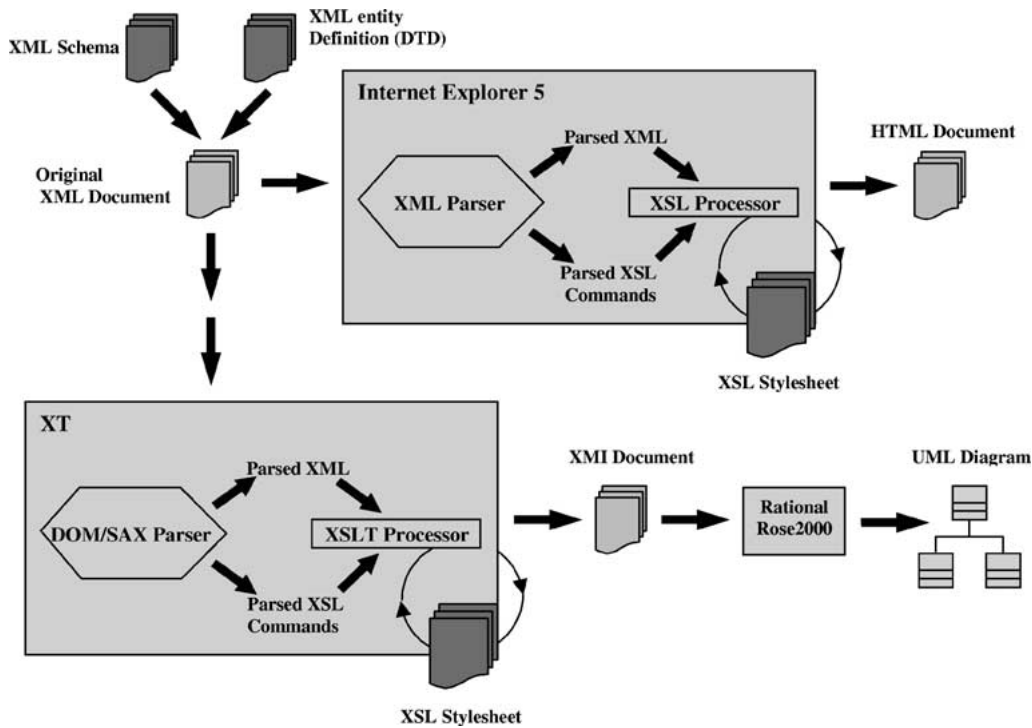 XML Schema
XML entity
Definition (DTD)
Internet Explorer 5
Parsed XML
HTML Document
Original
XML Document
XML Parser
XSL Processor
Parsed XSL
Commands
XSL Stylesheet
XT
Parsed XML
XMI Document
UML Diagram
DOM/SAX Parser
XSLT Processor
Rational
Rose2000
Parsed XSL
Commands
XSL Stylesheet